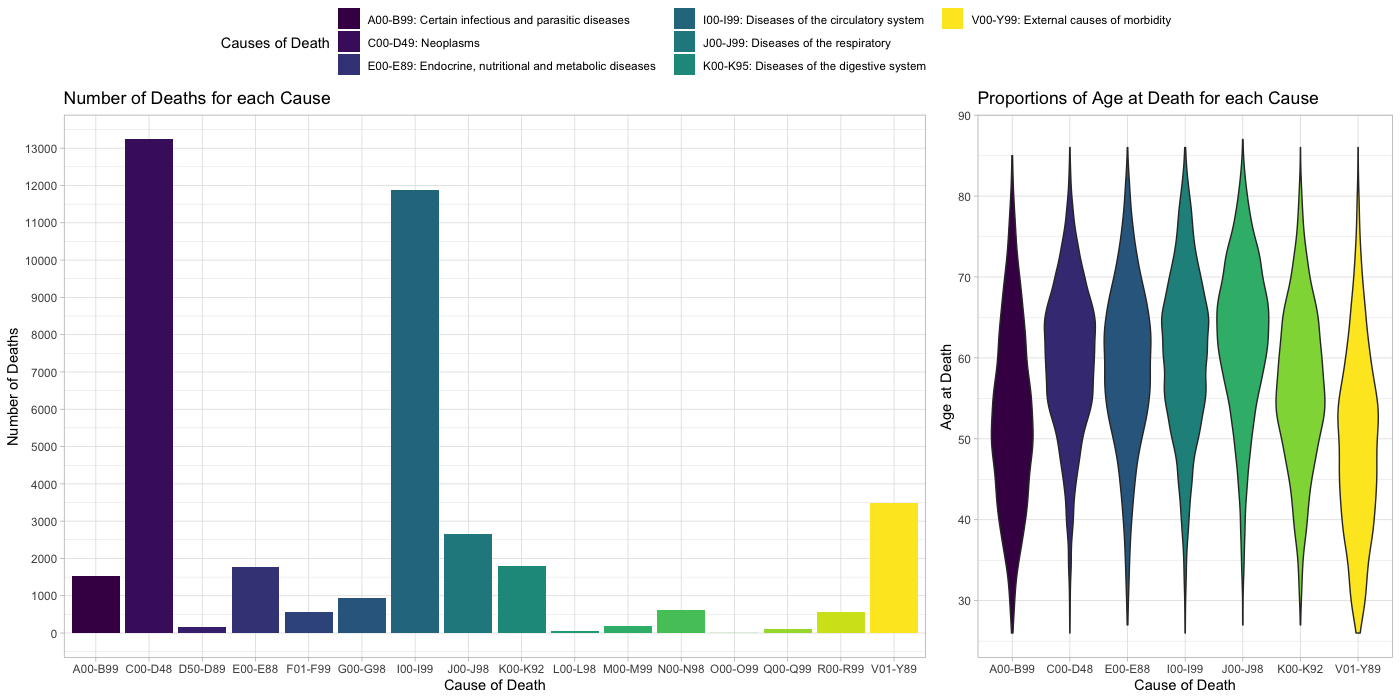 Causes of Death
A00-B99: Certain infectious and parasitic diseases
C00-D49: Neoplasms
E00-E89: Endocrine, nutritional and metabolic diseases
I00-I99: Diseases of the circulatory system
J00-J99: Diseases of the respiratory
K00-K95: Diseases of the digestive system
V00-Y99: External causes of morbidity
Number of Deaths for each Cause
Number of Deaths
13000
12000
11000
10000
9000
8000
7000
6000
5000
4000
3000
2000
1000
0
A00-B99 C00-D48 D50-D89 E00-E88 F01-F99 G00-G98 I00-I99 J00-J98 K00-K92 L00-L98 M00-M99 N00-N98 O00-O99 Q00-Q99 R00-R99 V01-Y89
Cause of Death
Proportions of Age at Death for each Cause
Age at Death
90
80
70
60
50
40
30
A00-B99 C00-D48 E00-E88 I00-I99 J00-J98 K00-K92 V01-Y89
Cause of Death